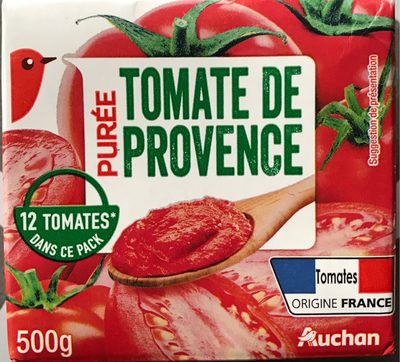 PURÉE
TOMATE DE
PROVENCE
Suggestion de présentation
12 TOMATES*
DANS CE PACK
Tomates
ORIGINE FRANCE
500g
Auchan